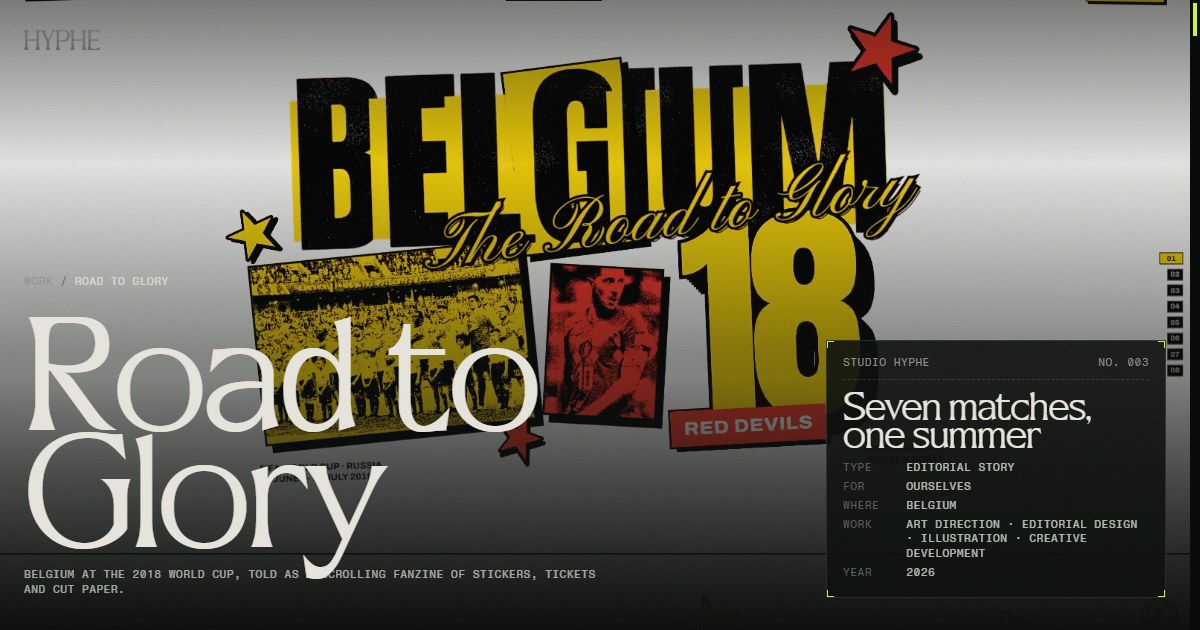 HYPHE
BELGIUM
The Road to Glory
18
RED DEVILS
WORK / ROAD TO GLORY
Road to
Glory
BELGIUM AT THE 2018 WORLD CUP, TOLD AS CROLLING FANZINE OF STICKERS, TICKETS
AND CUT PAPER.
01
02
03
04
05
06
07
08
STUDIO HYPHE NO. 003
Seven matches,
one summer
TYPE EDITORIAL STORY
FOR OURSELVES
WHERE BELGIUM
WORK ART DIRECTION · EDITORIAL DESIGN
· ILLUSTRATION · CREATIVE
DEVELOPMENT
YEAR 2026
CUP · RUSSIA
JULY